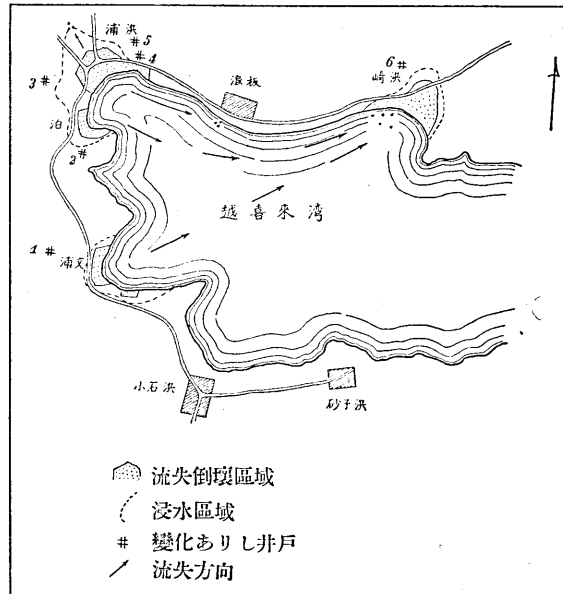 浦浜
#5
#4
3#
泊
2#
浪板
6#
崎浜
越喜来湾
1#
浦文
小石浜
砂子浜
流失倒壞區域
浸水區域
# 變化ありし井戸
流失方向